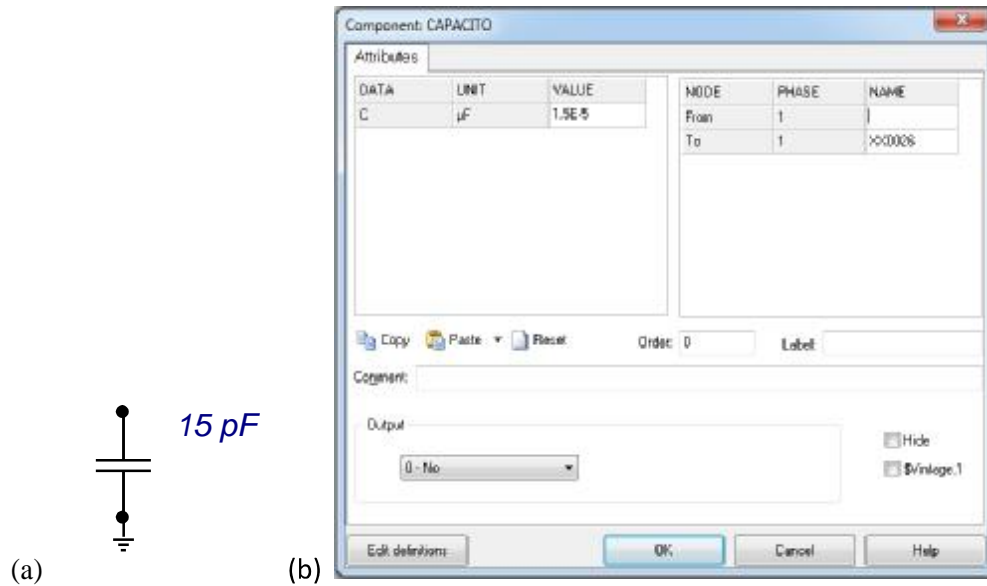 Component: CAPACITO
Attributes
DATA UNIT VALUE
C µF 1.5E-5
NODE PHASE NAME
From 1
To 1 XX0026
Copy Paste Reset Order: 0 Label:
Comment:
Output
0 - No
Hide
$Vintage,1
Edit definitions OK Cancel Help
15 pF
(a) (b)